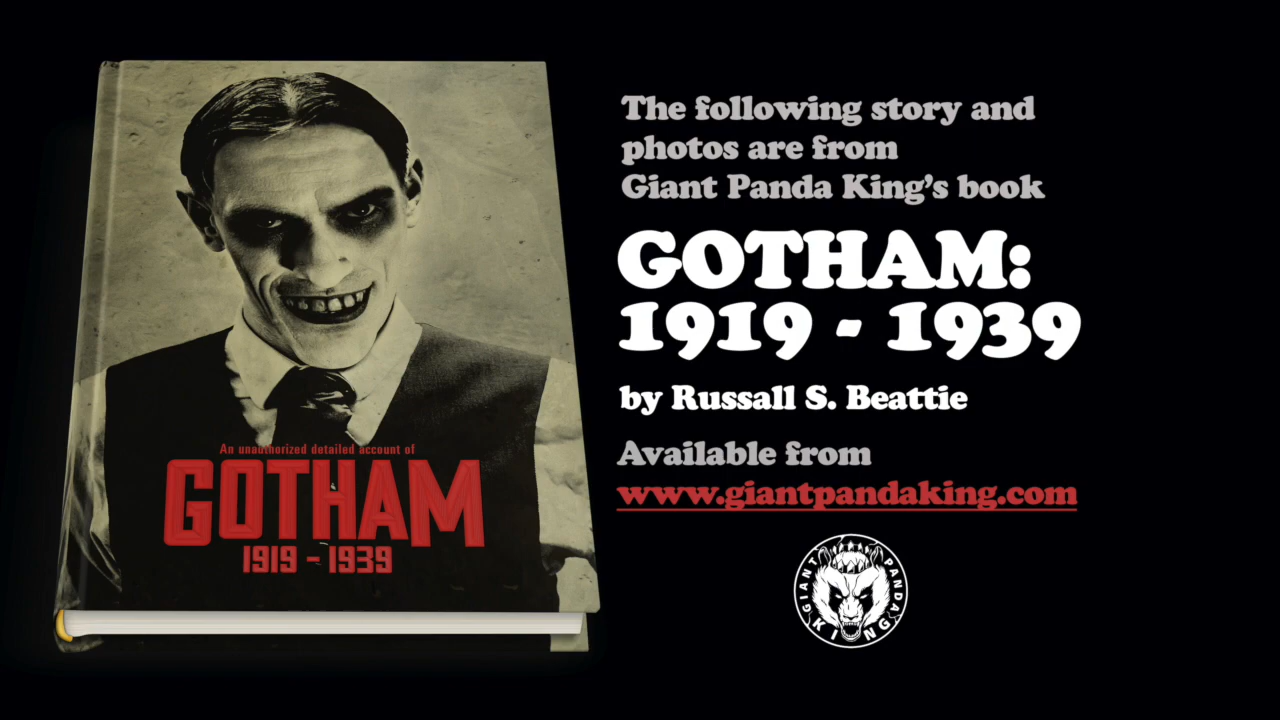 An unauthorized detailed account of
GOTHAM
1919 - 1939
The following story and
photos are from
Giant Panda King’s book
GOTHAM:
1919 - 1939
by Russall S. Beattie
Available from
www.giantpandaking.com
GIANT PANDA
KING